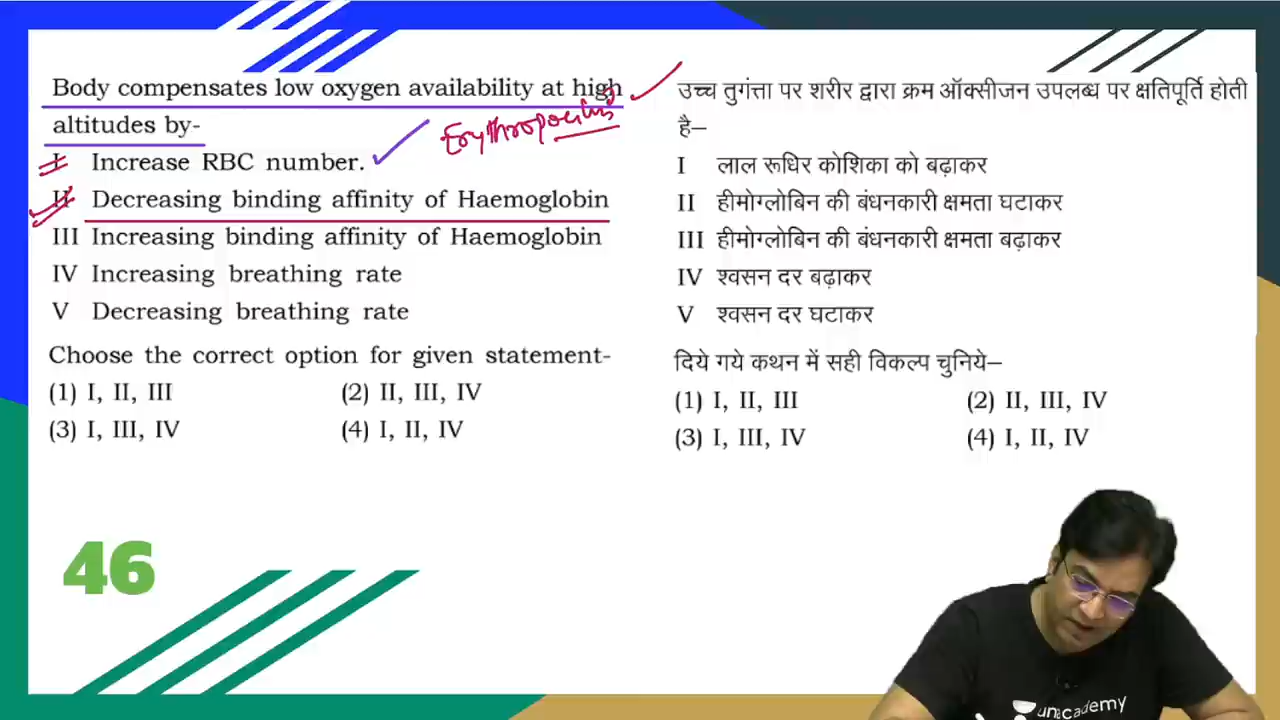 Body compensates low oxygen availability at high
altitudes by-
Erythropoietin
I Increase RBC number.
II Decreasing binding affinity of Haemoglobin
III Increasing binding affinity of Haemoglobin
IV Increasing breathing rate
V Decreasing breathing rate
Choose the correct option for given statement-
(1) I, II, III (2) II, III, IV
(3) I, III, IV (4) I, II, IV
उच्च तुगंत्ता पर शरीर द्वारा क्रम ऑक्सीजन उपलब्ध पर क्षतिपूर्ति होती
है–
I लाल रूधिर कोशिका को बढ़ाकर
II हीमोग्लोबिन की बंधनकारी क्षमता घटाकर
III हीमोग्लोबिन की बंधनकारी क्षमता बढ़ाकर
IV श्वसन दर बढ़ाकर
V श्वसन दर घटाकर
दिये गये कथन में सही विकल्प चुनिये–
(1) I, II, III (2) II, III, IV
(3) I, III, IV (4) I, II, IV
46
unacademy